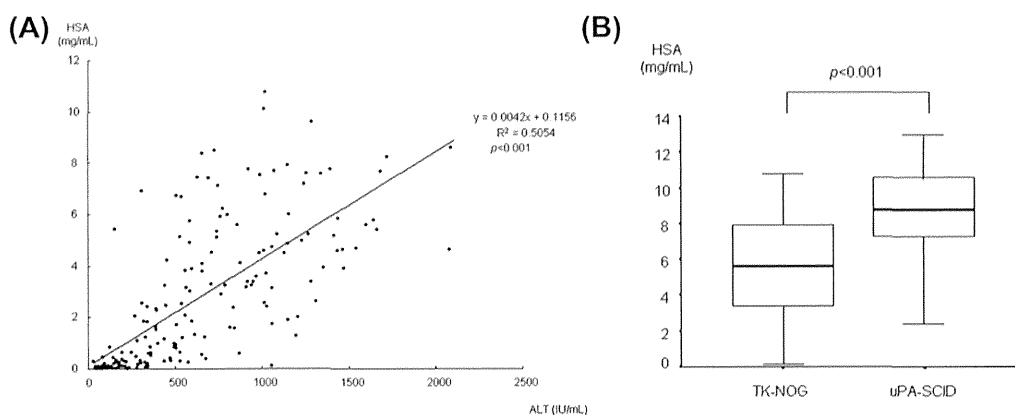 (A)
HSA
(mg/mL)
12
10
8
6
4
2
0
0
500
1000
1500
2000
2500
ALT (IU/mL)
y = 0.0042x + 0.1156
R² = 0.5054
p<0.001
(B)
HSA
(mg/mL)
p<0.001
14
12
10
8
6
4
2
0
TK-NOG
uPA-SCID